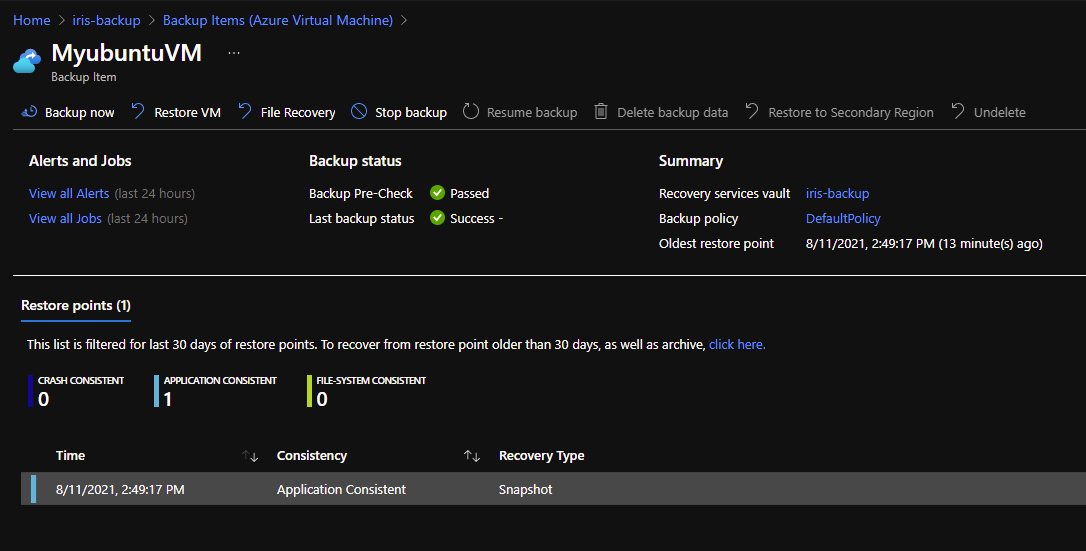 Home > iris-backup > Backup Items (Azure Virtual Machine) >
MyubuntuVM ...
Backup Item
Backup now Restore VM File Recovery Stop backup Resume backup Delete backup data Restore to Secondary Region Undelete
Alerts and Jobs
View all Alerts (last 24 hours)
View all Jobs (last 24 hours)
Backup status
Backup Pre-Check Passed
Last backup status Success -
Summary
Recovery services vault iris-backup
Backup policy DefaultPolicy
Oldest restore point 8/11/2021, 2:49:17 PM (13 minute(s) ago)
Restore points (1)
This list is filtered for last 30 days of restore points. To recover from restore point older than 30 days, as well as archive, click here.
CRASH CONSISTENT
0
APPLICATION CONSISTENT
1
FILE-SYSTEM CONSISTENT
0
Time Consistency Recovery Type
8/11/2021, 2:49:17 PM Application Consistent Snapshot